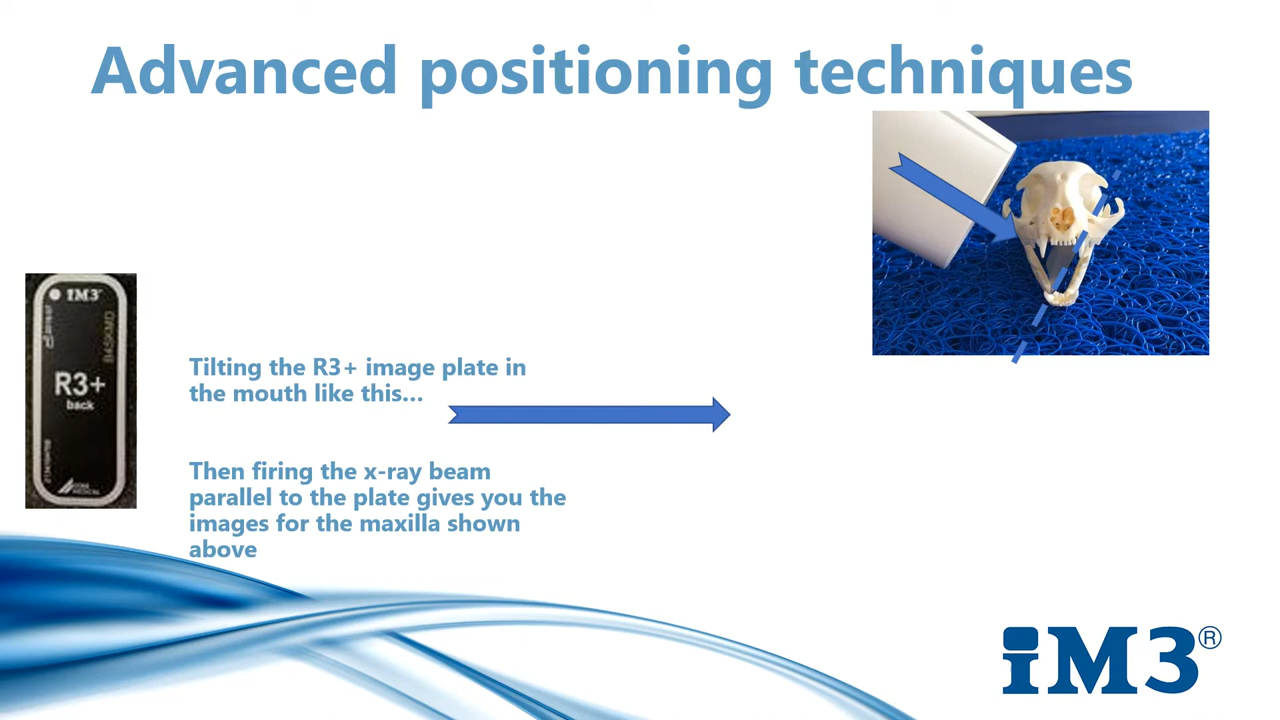 Advanced positioning techniques
iM3
R3+
back
Tilting the R3+ image plate in
the mouth like this...
Then firing the x-ray beam
parallel to the plate gives you the
images for the maxilla shown
above
iM3®